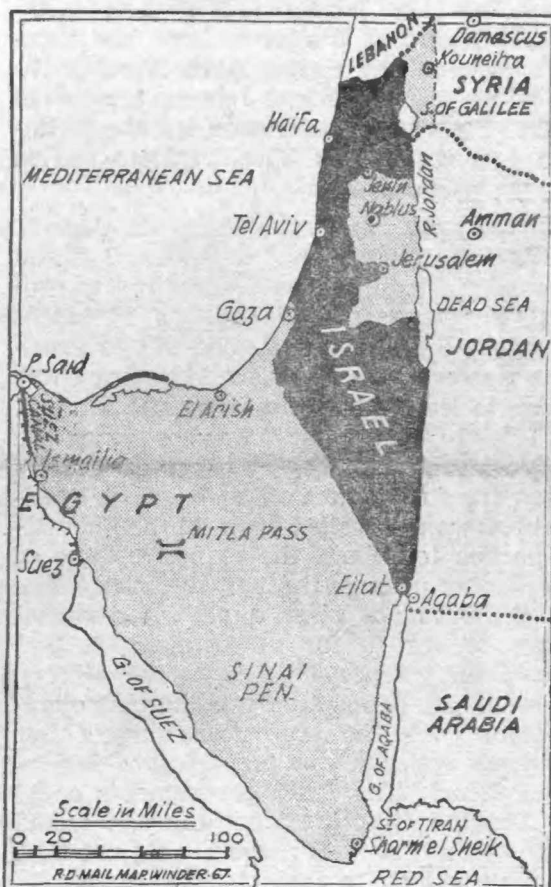 LEBANON
Damascus
Kouneitra
SYRIA
S. OF GALILEE
Haifa
MEDITERRANEAN SEA
Jenin
Nablus
R. Jordan
Tel Aviv
Amman
Jerusalem
Gaza
DEAD SEA
ISRAEL
JORDAN
P. Said
El Arish
SUEZ
CANAL
Ismailia
EGYPT
MITLA PASS
Suez
Eilat
Aqaba
SINAI
PEN.
G. OF SUEZ
G. OF AQABA
SAUDI
ARABIA
Scale in Miles
0 20 100
ST. OF TIRAN
Sharm el Sheik
R.D. MAIL MAP. WINDER-67.
RED SEA